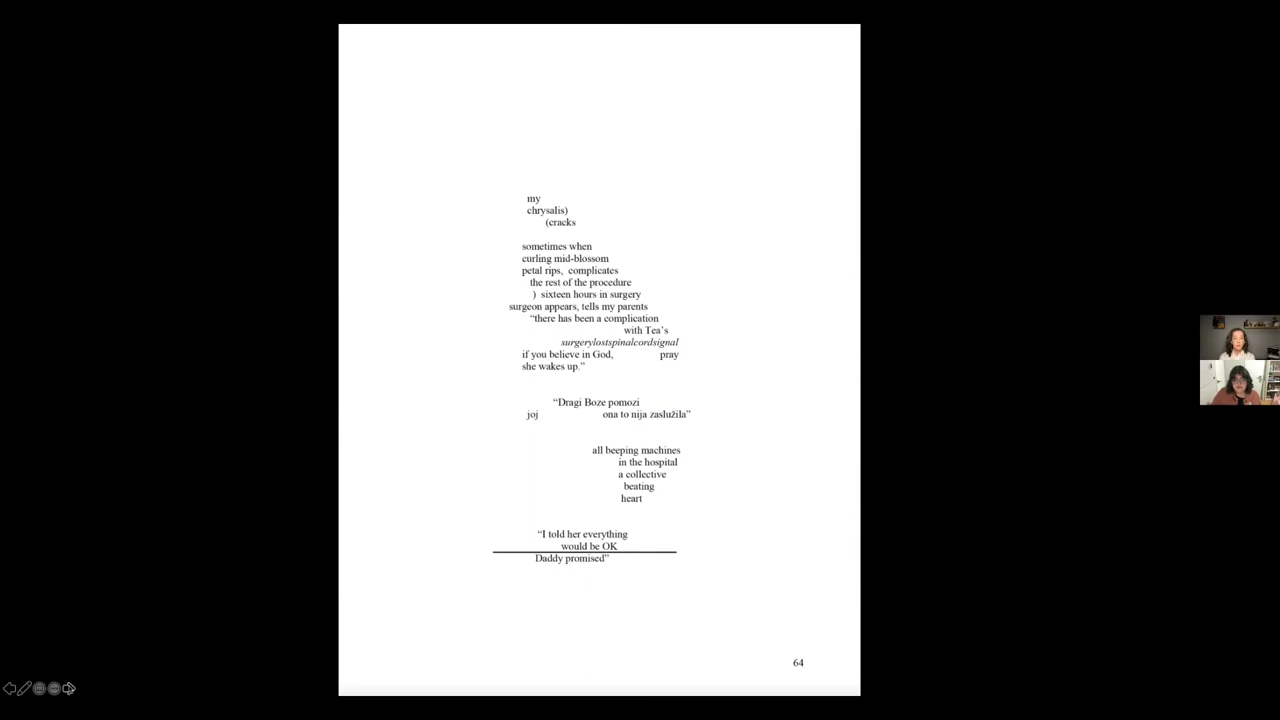 my
chrysalis)
(cracks
sometimes when
curling mid-blossom
petal rips, complicates
the rest of the procedure
) sixteen hours in surgery
surgeon appears, tells my parents
“there has been a complication
with Tea’s
surgerylostspinalcordsignal
if you believe in God, pray
she wakes up.”
“Dragi Boze pomozi
joj ona to nija zaslužila”
all beeping machines
in the hospital
a collective
beating
heart
“I told her everything
would be OK
Daddy promised”
64